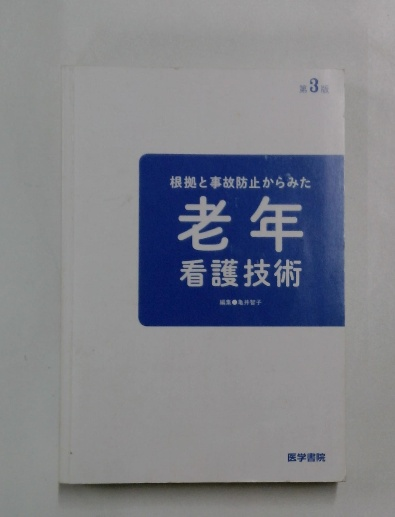 第3版
根拠と事故防止からみた
老年
看護技術
編集●亀井智子
医学書院